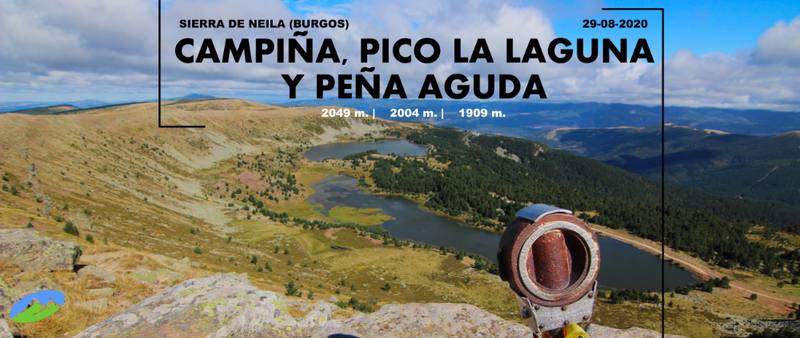 SIERRA DE NEILA (BURGOS)
29-08-2020
CAMPIÑA, PICO LA LAGUNA
Y PEÑA AGUDA
2049 m. | 2004 m. | 1909 m.